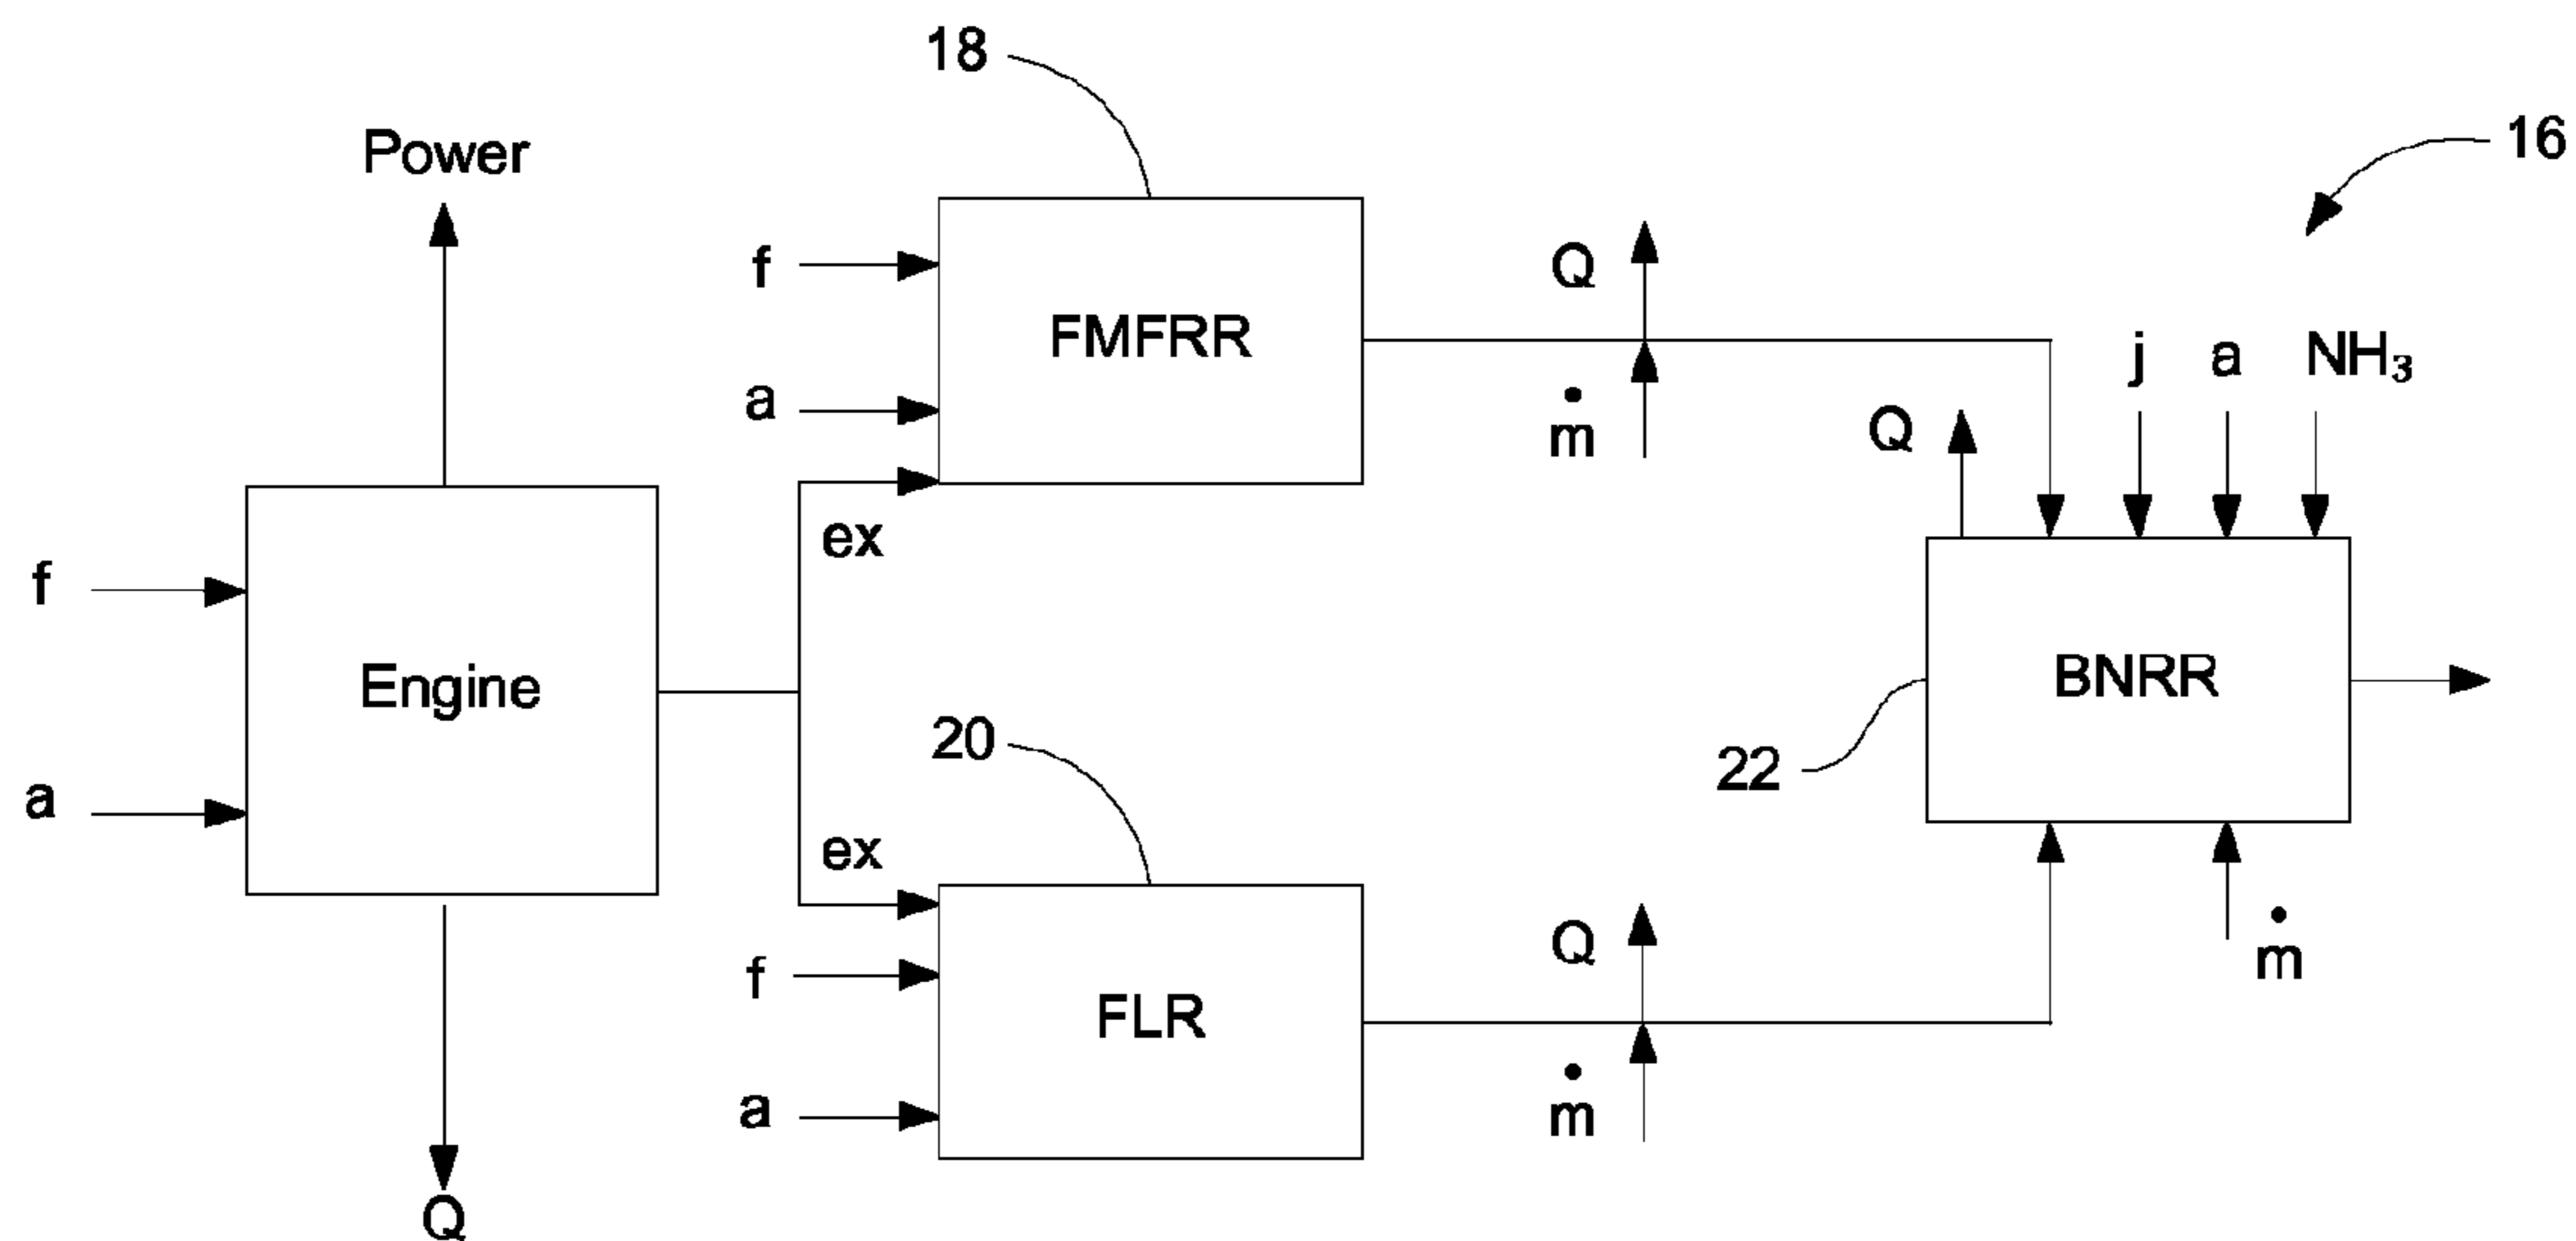 18
16
Power
f
Q
FMFRR
j a NH₃
a
ṁ
Q
ex
f
Engine
BNRR
20
22
a
ex
Q
ṁ
f
FLR
a
ṁ
Q